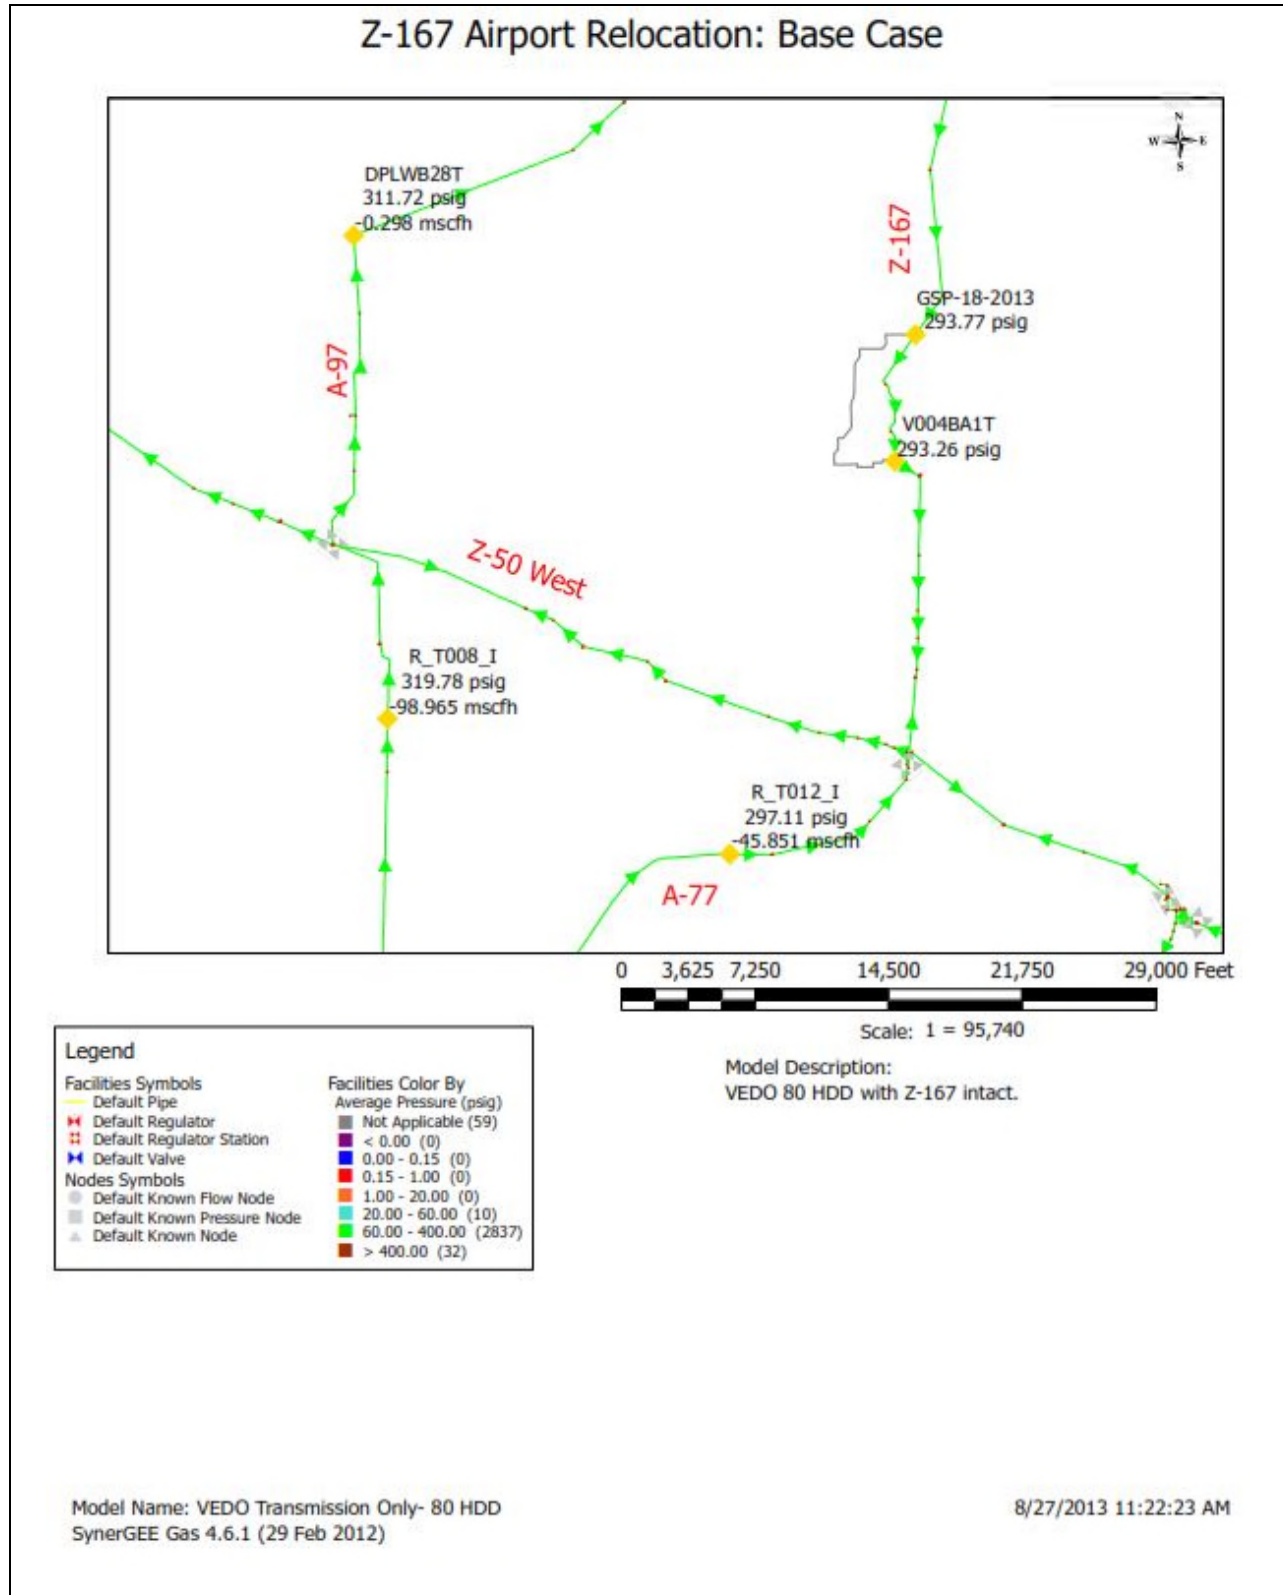 Z-167 Airport Relocation: Base Case
N
W E
S
DPLWB28T
311.72 psig
-0.298 mscfh
Z-167
GSP-18-2013
293.77 psig
A-97
V004BA1T
293.26 psig
Z-50 West
R_T008_I
319.78 psig
-98.965 mscfh
R_T012_I
297.11 psig
-45.851 mscfh
A-77
0 3,625 7,250 14,500 21,750 29,000 Feet
Scale: 1 = 95,740
Model Description:
VEDO 80 HDD with Z-167 intact.
Legend
Facilities Symbols
Default Pipe
Default Regulator
Default Regulator Station
Default Valve
Nodes Symbols
Default Known Flow Node
Default Known Pressure Node
Default Known Node
Facilities Color By
Average Pressure (psig)
Not Applicable (59)
< 0.00 (0)
0.00 - 0.15 (0)
0.15 - 1.00 (0)
1.00 - 20.00 (0)
20.00 - 60.00 (10)
60.00 - 400.00 (2837)
> 400.00 (32)
Model Name: VEDO Transmission Only- 80 HDD
SynerGEE Gas 4.6.1 (29 Feb 2012)
8/27/2013 11:22:23 AM